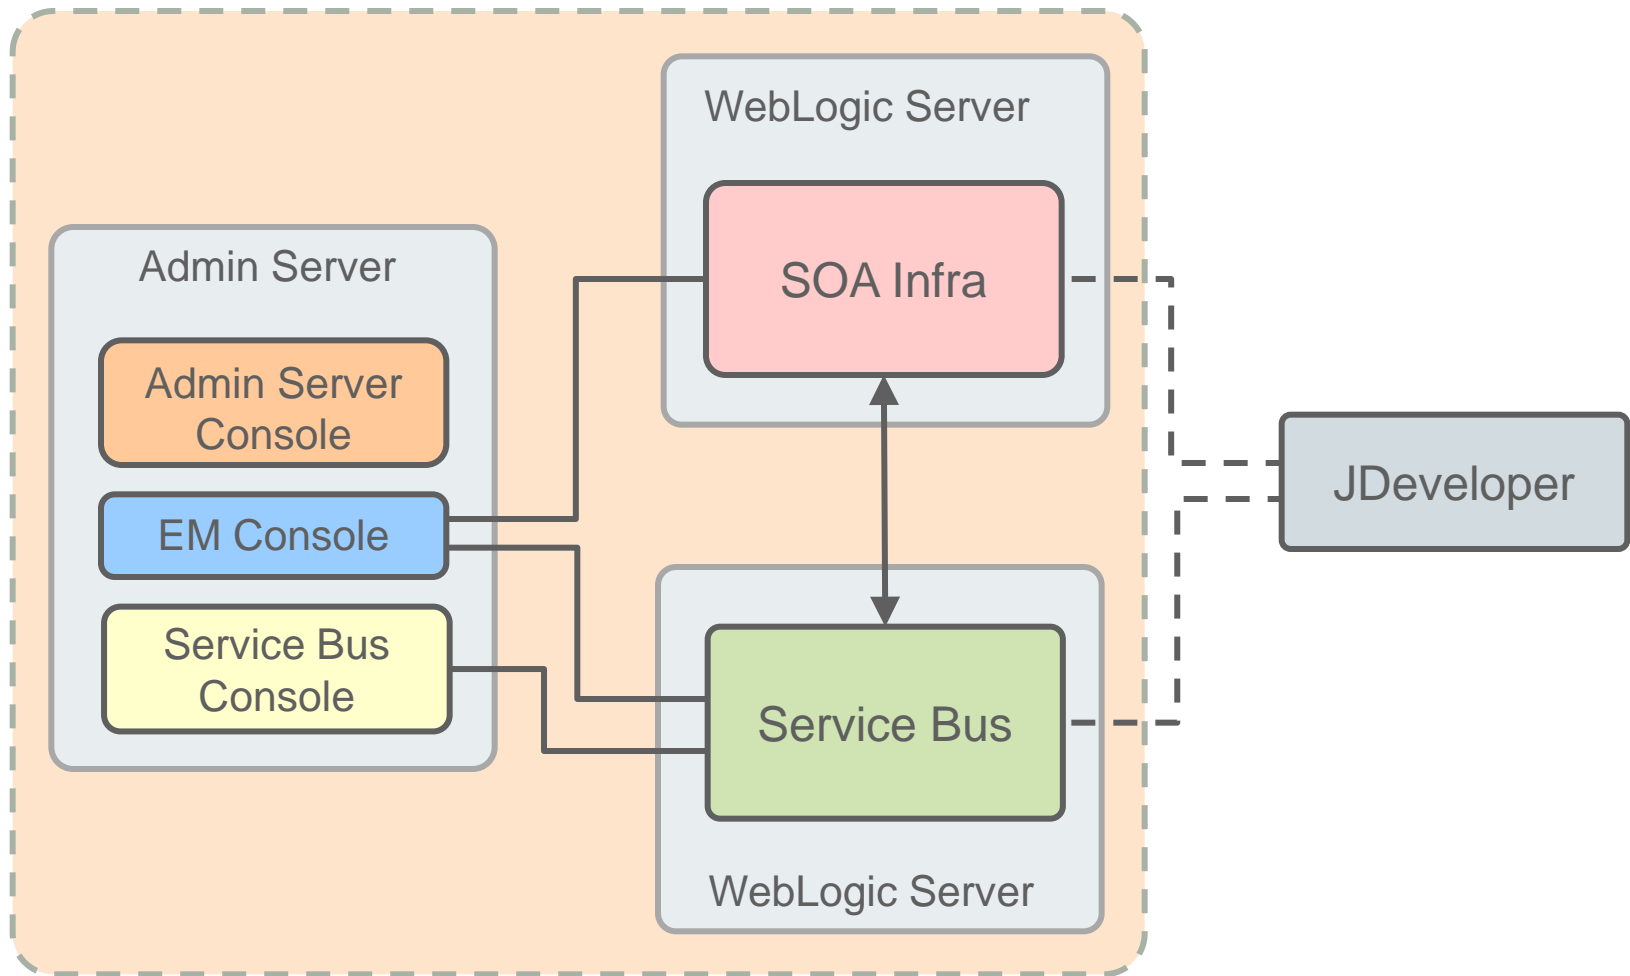 WebLogic Server
SOA Infra
Admin Server
Admin Server
Console
EM Console
Service Bus
Console
JDeveloper
Service Bus
WebLogic Server